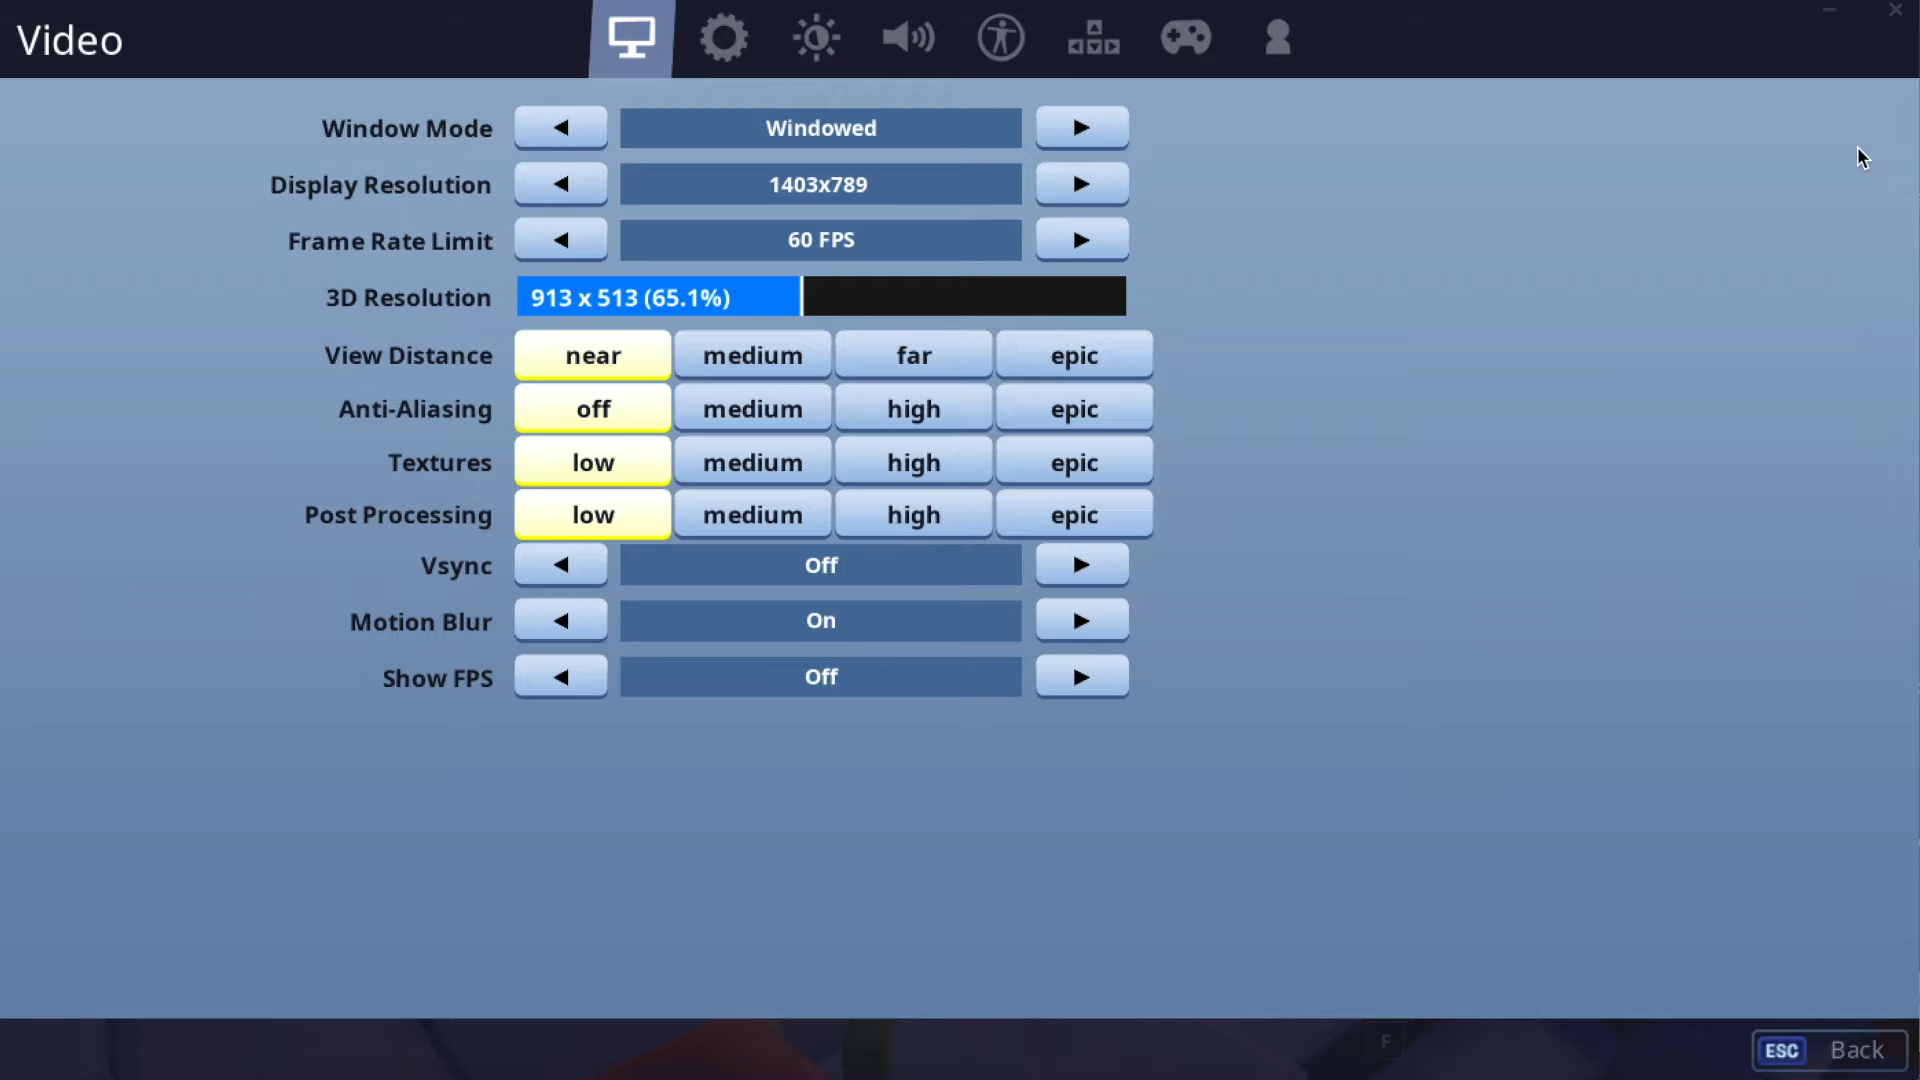 Video
Window Mode Windowed
Display Resolution 1403x789
Frame Rate Limit 60 FPS
3D Resolution 913 x 513 (65.1%)
View Distance near medium far epic
Anti-Aliasing off medium high epic
Textures low medium high epic
Post Processing low medium high epic
Vsync Off
Motion Blur On
Show FPS Off
F
ESC Back